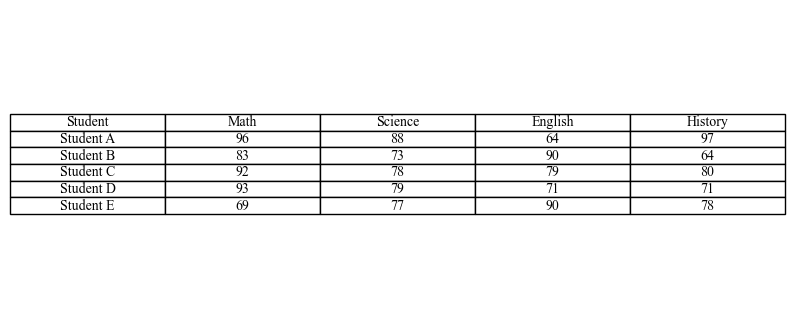 Student Math Science English History
Student A 96 88 64 97
Student B 83 73 90 64
Student C 92 78 79 80
Student D 93 79 71 71
Student E 69 77 90 78